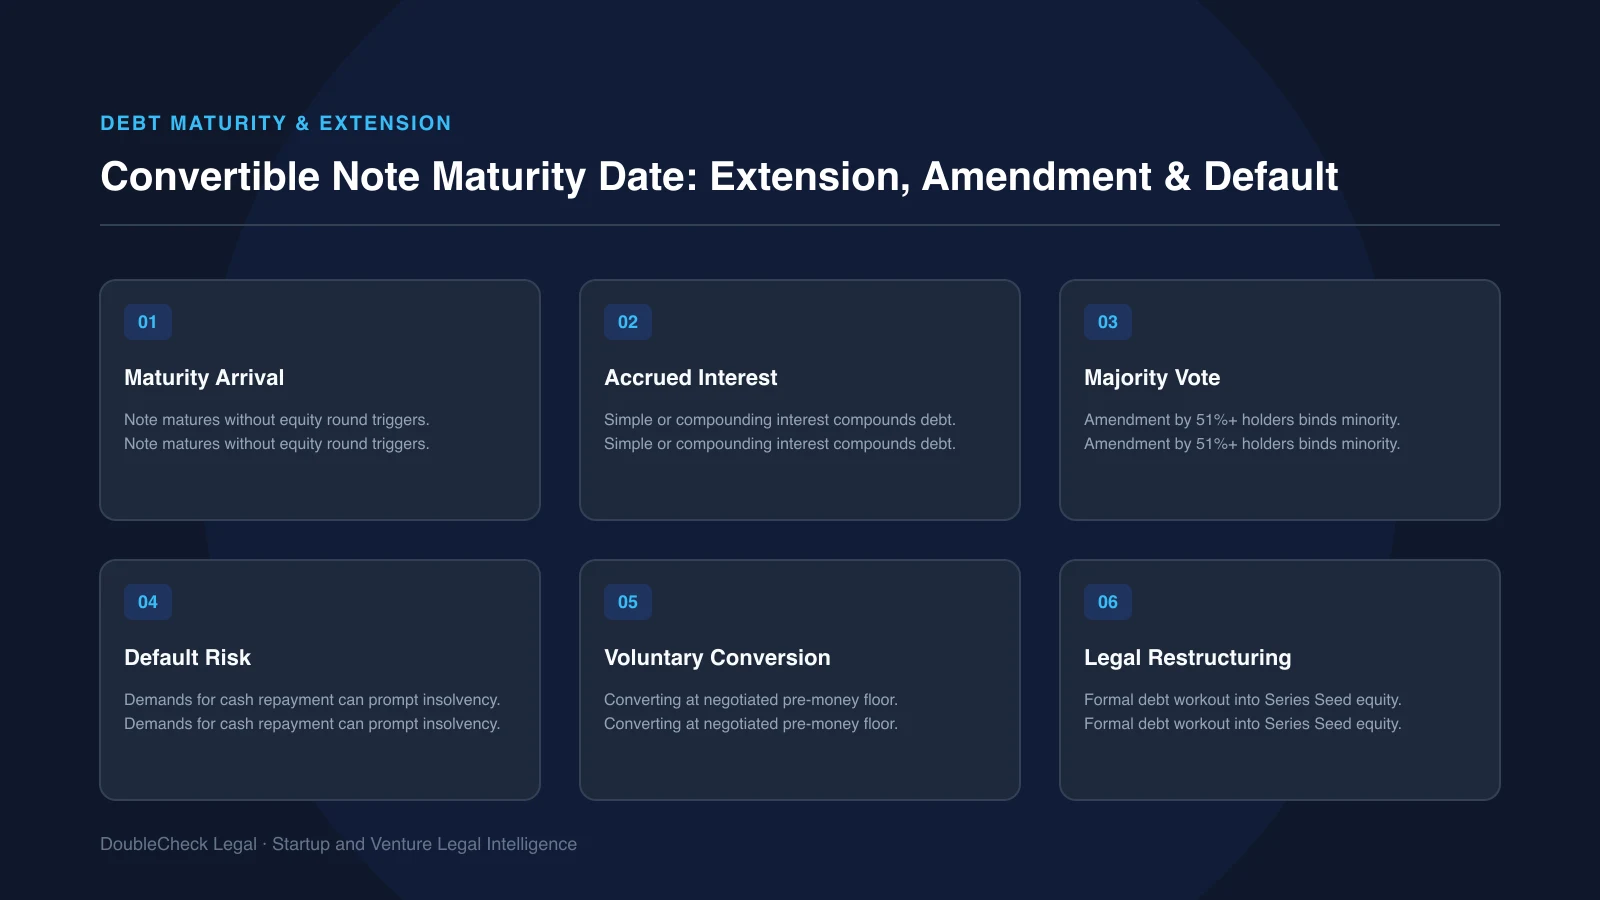 DEBT MATURITY & EXTENSION
Convertible Note Maturity Date: Extension, Amendment & Default
01
Maturity Arrival
Note matures without equity round triggers.
Note matures without equity round triggers.
02
Accrued Interest
Simple or compounding interest compounds debt.
Simple or compounding interest compounds debt.
03
Majority Vote
Amendment by 51%+ holders binds minority.
Amendment by 51%+ holders binds minority.
04
Default Risk
Demands for cash repayment can prompt insolvency.
Demands for cash repayment can prompt insolvency.
05
Voluntary Conversion
Converting at negotiated pre-money floor.
Converting at negotiated pre-money floor.
06
Legal Restructuring
Formal debt workout into Series Seed equity.
Formal debt workout into Series Seed equity.
DoubleCheck Legal · Startup and Venture Legal Intelligence